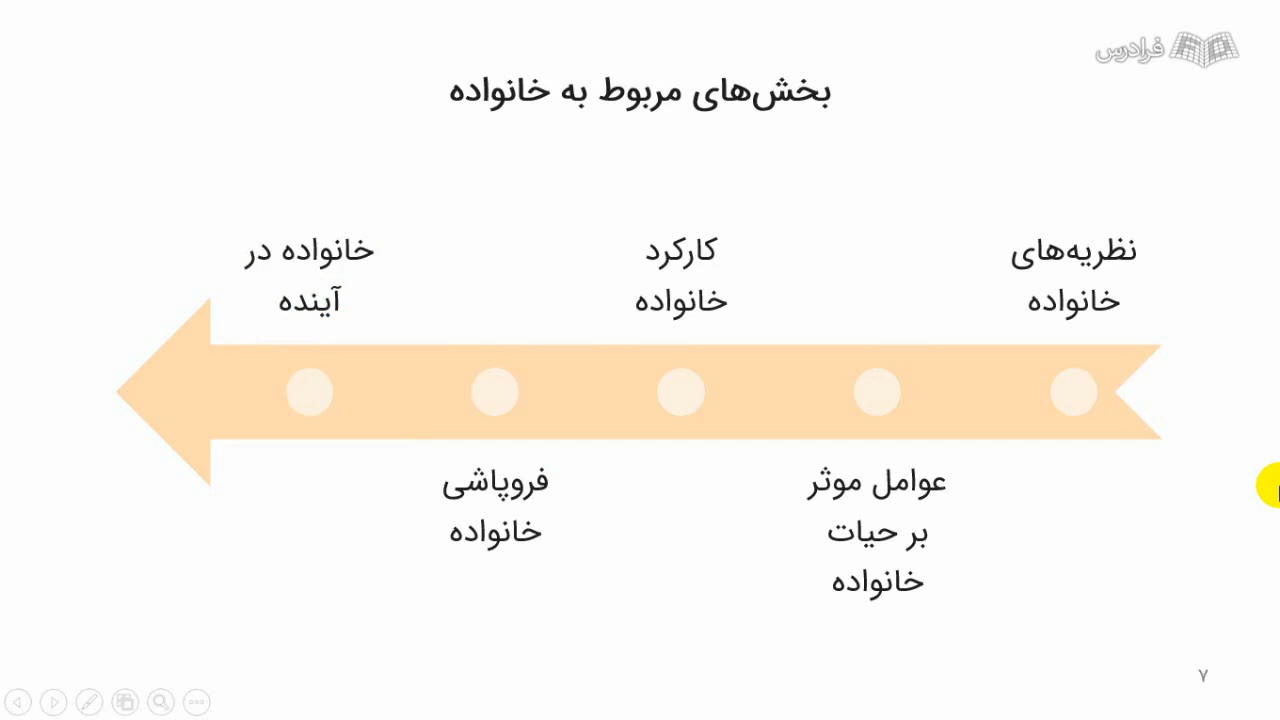 فرادرس
بخش‌های مربوط به خانواده
نظریه‌های
خانواده
عوامل موثر
بر حیات
خانواده
کارکرد
خانواده
فروپاشی
خانواده
خانواده در
آینده
۷